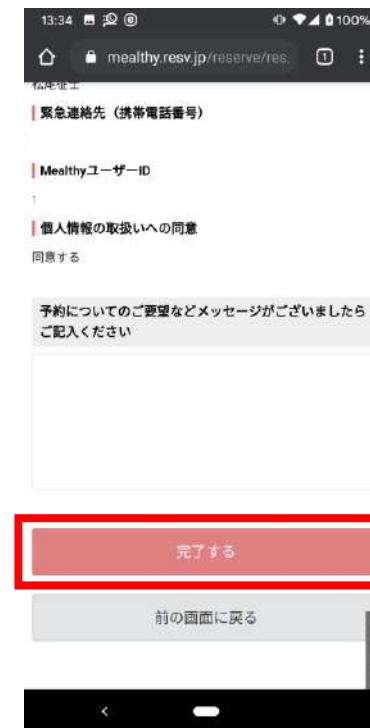 13:34 100%
mealthy.resv.jp/reserve/res. 1
緊急連絡先（携帯電話番号）
MealthyユーザーID
1
個人情報の取扱いへの同意
同意する
予約についてのご要望などメッセージがございましたら
ご記入ください
完了する
前の画面に戻る